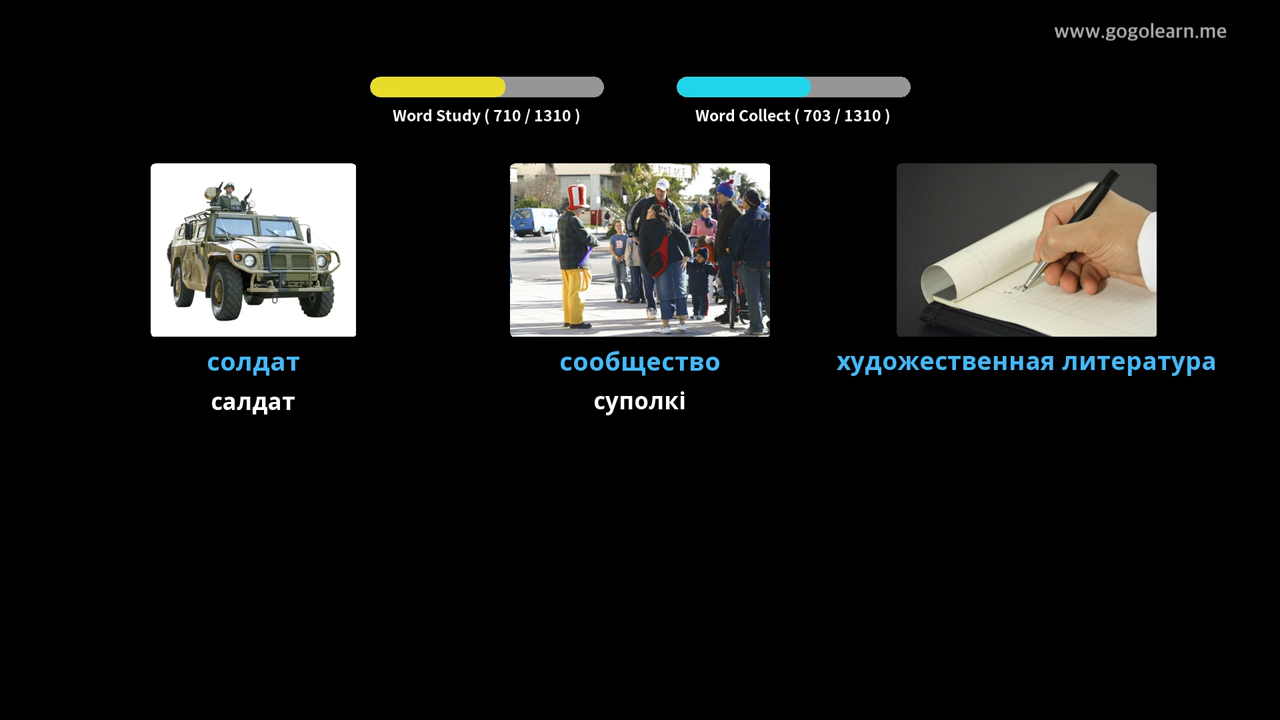 www.gogolearn.me
Word Study ( 710 / 1310 )
Word Collect ( 703 / 1310 )
солдат
сообщество
художественная литература
салдат
суполкі